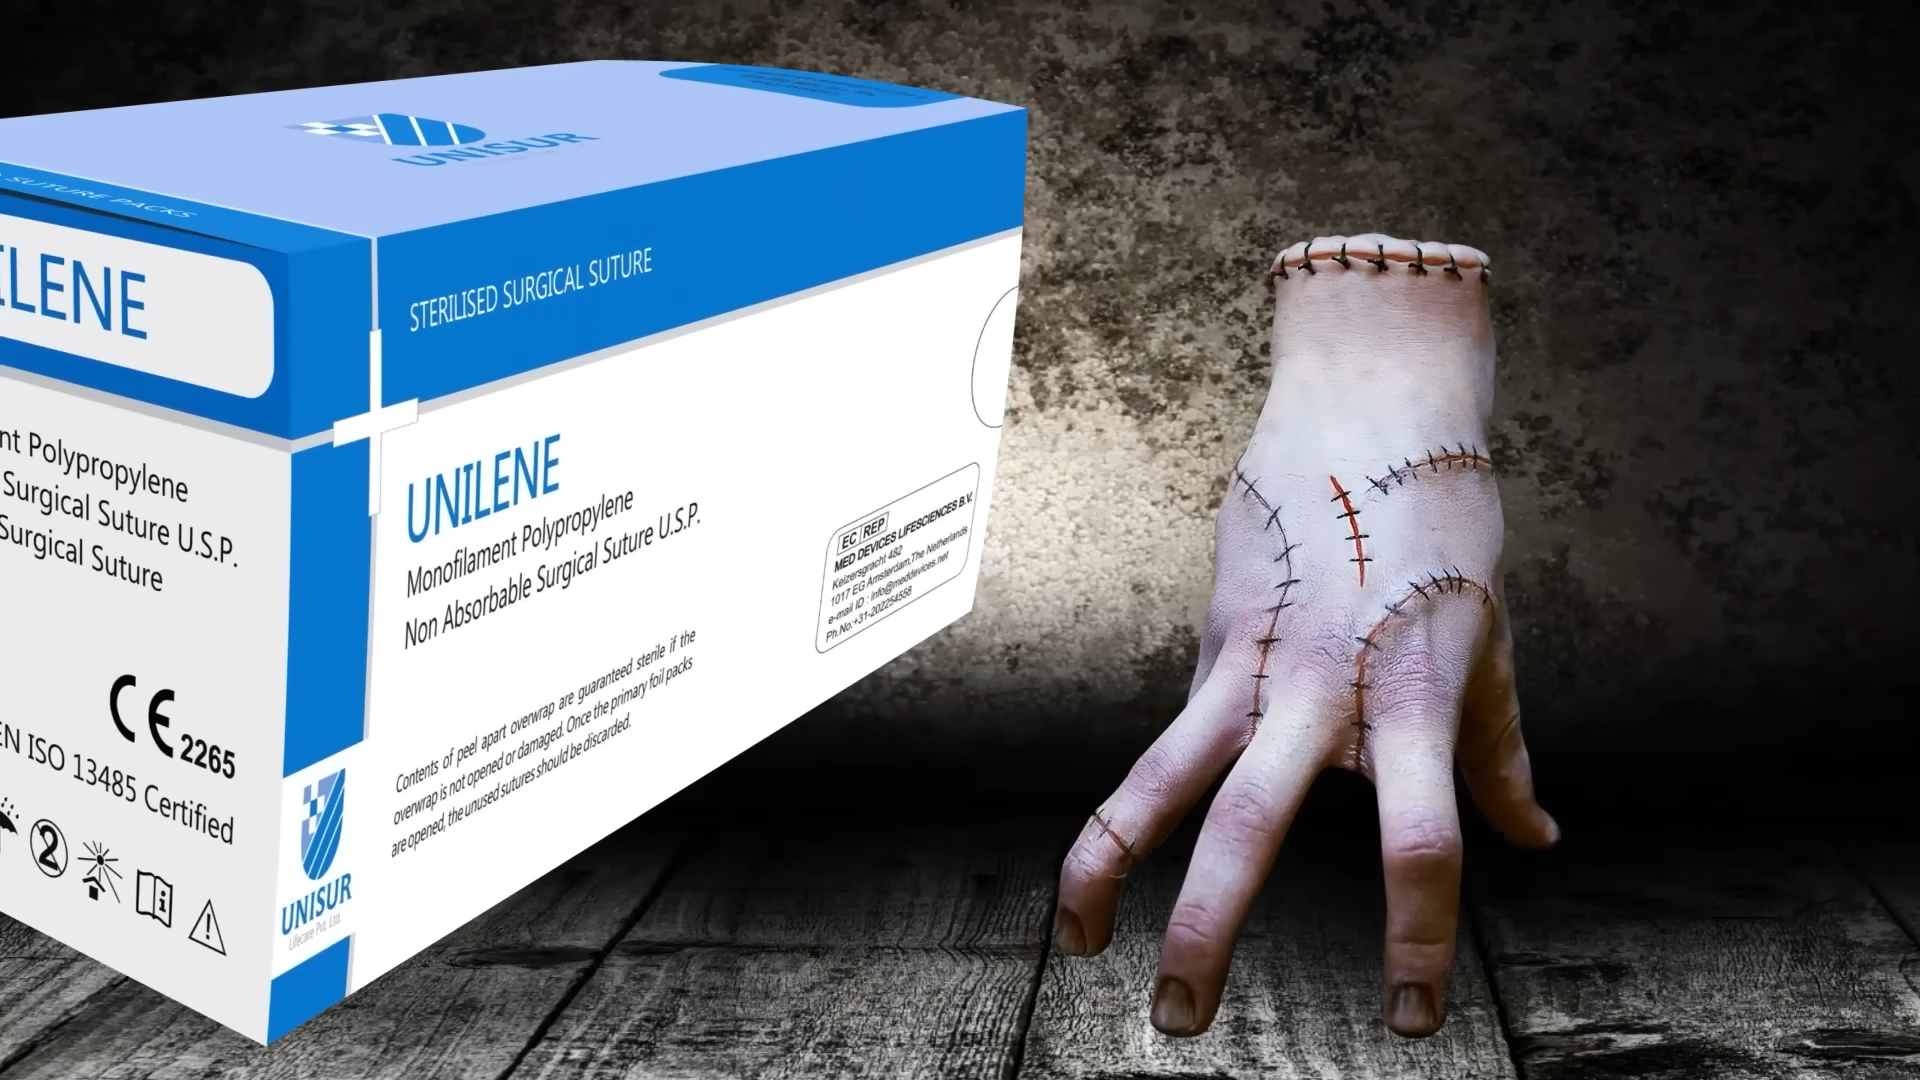 UNISUR
SUTURE PACKS
ILENE
nt Polypropylene
Surgical Suture U.S.P.
Surgical Suture
CE 2265
EN ISO 13485 Certified
2
UNISUR
Lifecare Pvt. Ltd.
STERILISED SURGICAL SUTURE
UNILENE
Monofilament Polypropylene
Non Absorbable Surgical Suture U.S.P.
Contents of peel apart overwrap are guaranteed sterile if the
overwrap is not opened or damaged. Once the primary foil packs
are opened, the unused sutures should be discarded.
EC REP
MED DEVICES LIFESCIENCES B.V.
Keizersgracht 482
1017 EG Amsterdam,The Netherlands
e-mail ID : info@meddevices.net
Ph.No:+31-202254558